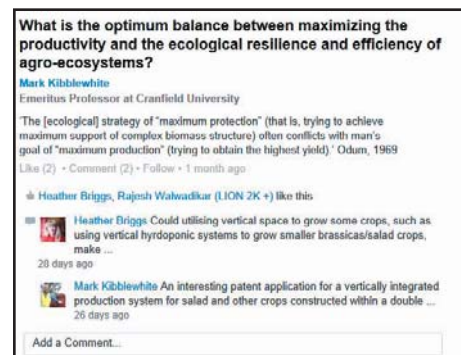 What is the optimum balance between maximizing the
productivity and the ecological resilience and efficiency of
agro-ecosystems?
Mark Kibblewhite
Emeritus Professor at Cranfield University
'The [ecological] strategy of "maximum protection" (that is, trying to achieve
maximum support of complex biomass structure) often conflicts with man's
goal of "maximum production" (trying to obtain the highest yield).' Odum, 1969
Like (2) • Comment (2) • Follow • 1 month ago
Heather Briggs, Rajesh Walwadikar (LION 2K +) like this
Heather Briggs Could utilising vertical space to grow some crops, such as
using vertical hyrdoponic systems to grow smaller brassicas/salad crops,
make ...
28 days ago
Mark Kibblewhite An interesting patent application for a vertically integrated
production system for salad and other crops constructed within a double ...
26 days ago
Add a Comment...